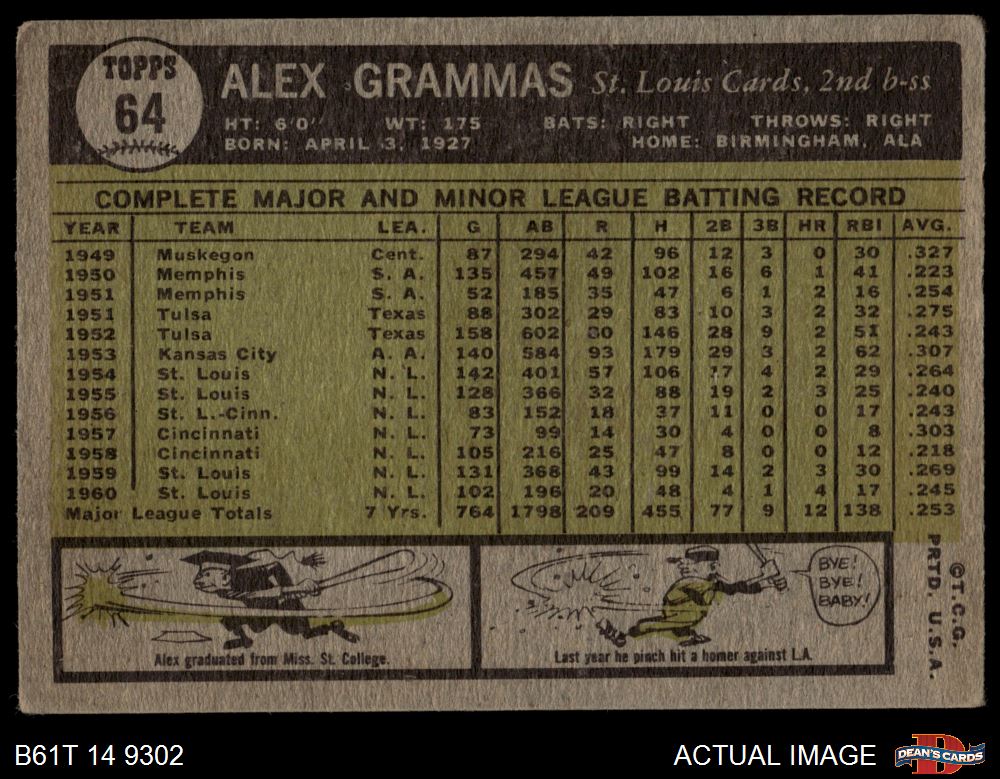 TOPPS
64
ALEX GRAMMAS St. Louis Cards, 2nd b-ss
HT: 6'0" WT: 175 BATS: RIGHT THROWS: RIGHT
BORN: APRIL 3, 1927 HOME: BIRMINGHAM, ALA
COMPLETE MAJOR AND MINOR LEAGUE BATTING RECORD
YEAR TEAM LEA. G AB R H 2B 3B HR RBI AVG.
1949 Muskegon Cent. 87 294 42 96 12 3 0 30 .327
1950 Memphis S. A. 135 457 49 102 16 6 1 41 .223
1951 Memphis S. A. 52 185 35 47 6 1 2 16 .254
1951 Tulsa Texas 88 302 29 83 10 3 2 32 .275
1952 Tulsa Texas 158 602 80 146 28 9 2 51 .243
1953 Kansas City A. A. 140 584 93 179 29 3 2 62 .307
1954 St. Louis N. L. 142 401 57 106 17 4 2 29 .264
1955 St. Louis N. L. 128 366 32 88 19 2 3 25 .240
1956 St. L.-Cinn. N. L. 83 152 18 37 11 0 0 17 .243
1957 Cincinnati N. L. 73 99 14 30 4 0 0 8 .303
1958 Cincinnati N. L. 105 216 25 47 8 0 0 12 .218
1959 St. Louis N. L. 131 368 43 99 14 2 3 30 .269
1960 St. Louis N. L. 102 196 20 48 4 1 4 17 .245
Major League Totals 7 Yrs. 764 1798 209 455 77 9 12 138 .253
Alex graduated from Miss. St. College.
BYE!
BYE!
BABY!
Last year he pinch hit a homer against L.A.
©T.C.G.
PRTD. U.S.A.
B61T 14 9302
ACTUAL IMAGE
D
DEAN'S CARDS